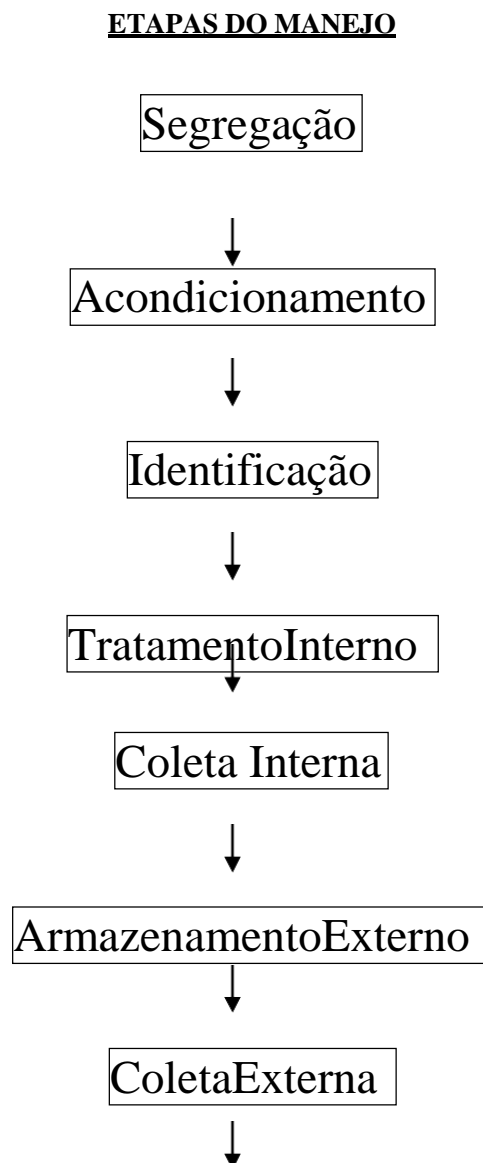 ETAPAS DO MANEJO
Segregação
Acondicionamento
Identificação
TratamentoInterno
Coleta Interna
ArmazenamentoExterno
ColetaExterna